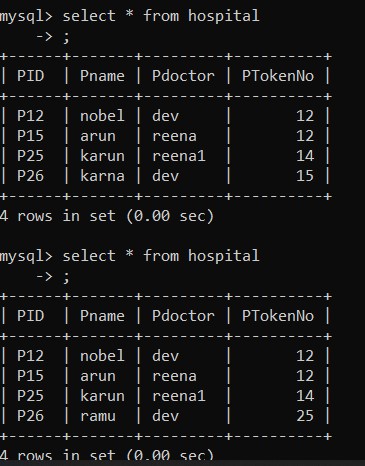 mysql> select * from hospital
    -> ;
+------+-------+---------+----------+
| PID  | Pname | Pdoctor | PTokenNo |
+------+-------+---------+----------+
| P12  | nobel | dev     |       12 |
| P15  | arun  | reena   |       12 |
| P25  | karun | reena1  |       14 |
| P26  | karna | dev     |       15 |
+------+-------+---------+----------+
4 rows in set (0.00 sec)
mysql> select * from hospital
    -> ;
+------+-------+---------+----------+
| PID  | Pname | Pdoctor | PTokenNo |
+------+-------+---------+----------+
| P12  | nobel | dev     |       12 |
| P15  | arun  | reena   |       12 |
| P25  | karun | reena1  |       14 |
| P26  | ramu  | dev     |       25 |
+------+-------+---------+----------+
4 rows in set (0.00 sec)